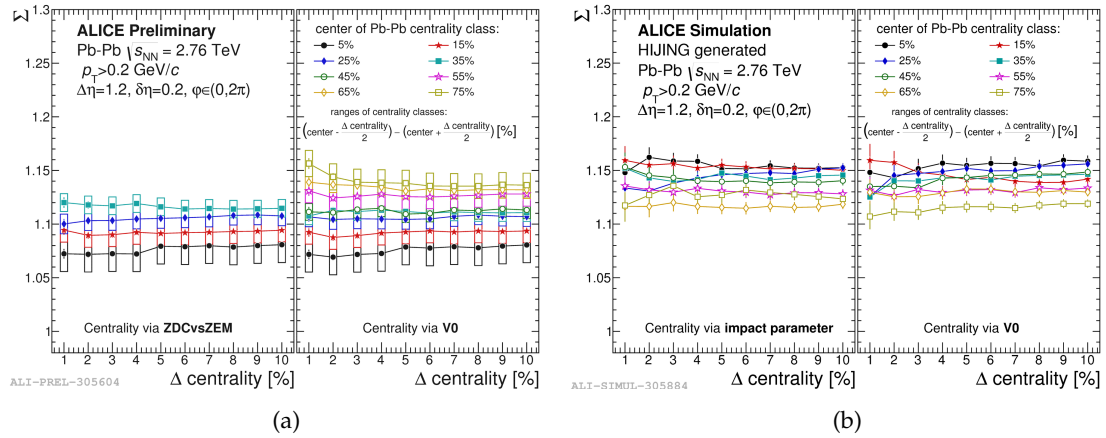 Σ
1.3
1.25
1.2
1.15
1.1
1.05
1
ALICE Preliminary
Pb-Pb √sNN = 2.76 TeV
pT>0.2 GeV/c
Δη=1.2, δη=0.2, φ∈(0,2π)
Centrality via ZDCvsZEM
1 2 3 4 5 6 7 8 9 10
Δ centrality [%]
ALI-PREL-305604
center of Pb-Pb centrality class:
5% 15%
25% 35%
45% 55%
65% 75%
ranges of centrality classes:
(center - Δ centrality/2) – (center + Δ centrality/2) [%]
Centrality via V0
1 2 3 4 5 6 7 8 9 10
Δ centrality [%]
(a)
Σ
1.3
1.25
1.2
1.15
1.1
1.05
1
ALICE Simulation
HIJING generated
Pb-Pb √sNN = 2.76 TeV
pT>0.2 GeV/c
Δη=1.2, δη=0.2, φ∈(0,2π)
Centrality via impact parameter
1 2 3 4 5 6 7 8 9 10
Δ centrality [%]
ALI-SIMUL-305884
center of Pb-Pb centrality class:
5% 15%
25% 35%
45% 55%
65% 75%
ranges of centrality classes:
(center - Δ centrality/2) – (center + Δ centrality/2) [%]
Centrality via V0
1 2 3 4 5 6 7 8 9 10
Δ centrality [%]
(b)